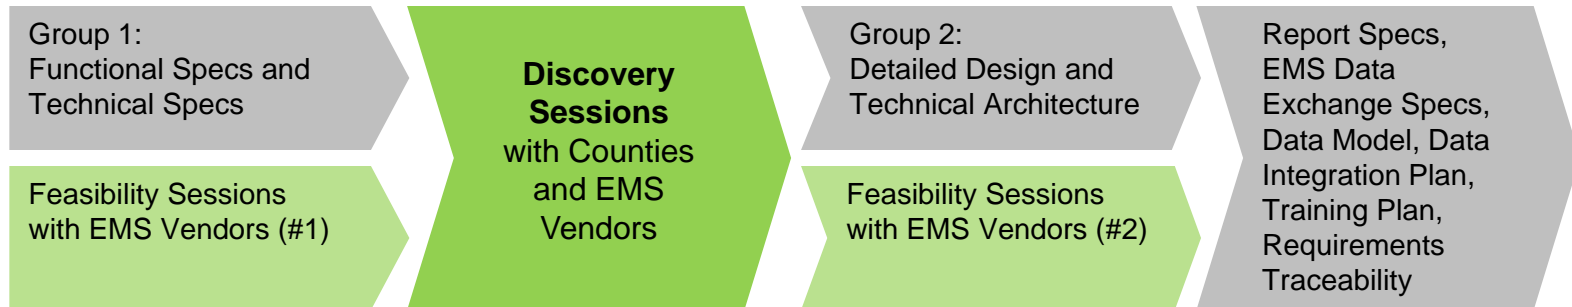 Group 1:
Functional Specs and
Technical Specs
Feasibility Sessions
with EMS Vendors (#1)
Discovery
Sessions
with Counties
and EMS
Vendors
Group 2:
Detailed Design and
Technical Architecture
Feasibility Sessions
with EMS Vendors (#2)
Report Specs,
EMS Data
Exchange Specs,
Data Model, Data
Integration Plan,
Training Plan,
Requirements
Traceability